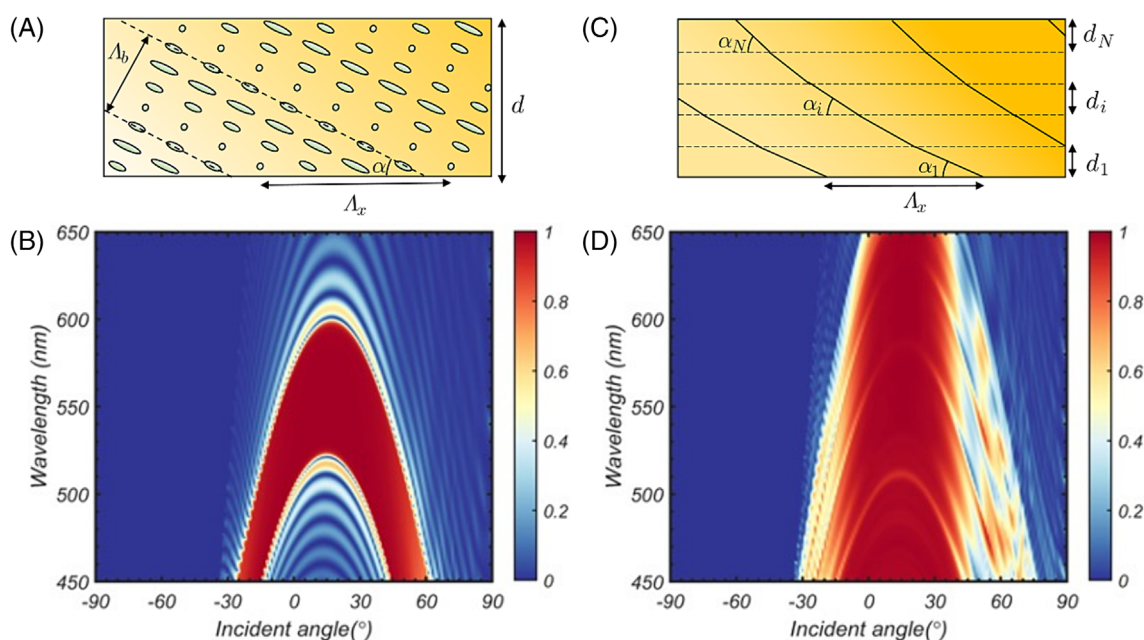 (A)
Λb
d
α
Λx
(C)
αN
αi
α1
dN
di
d1
Λx
(B)
650
600
550
500
450
Wavelength (nm)
-90 -60 -30 0 30 60 90
Incident angle(°)
1
0.8
0.6
0.4
0.2
0
(D)
650
600
550
500
450
Wavelength (nm)
-90 -60 -30 0 30 60 90
Incident angle(°)
1
0.8
0.6
0.4
0.2
0